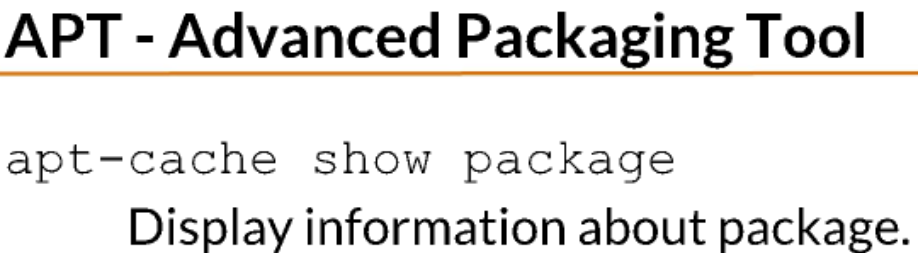 APT - Advanced Packaging Tool
apt-cache show package
Display information about package.